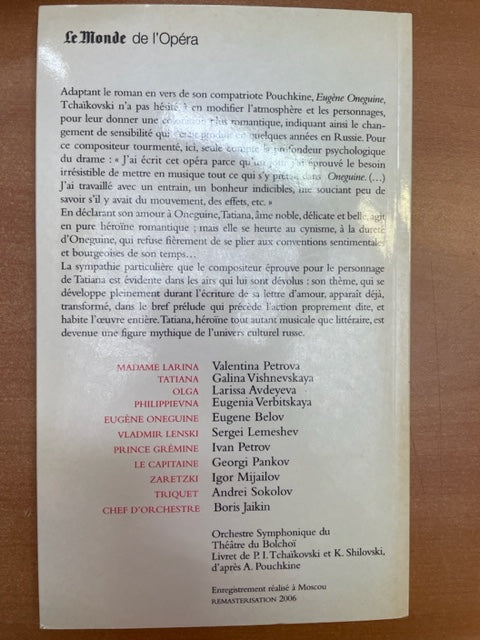 Le Monde de l'Opéra
Adaptant le roman en vers de son compatriote Pouchkine, Eugène Oneguine,
Tchaïkovski n'a pas hésité à en modifier l'atmosphère et les personnages,
pour leur donner une coloration plus romantique, indiquant ainsi le chan-
gement de sensibilité qui s'était produit en quelques années en Russie. Pour
ce compositeur tourmenté, ici, seule compte la profondeur psychologique
du drame : « J'ai écrit cet opéra parce qu'un jour j'ai éprouvé le besoin
irrésistible de mettre en musique tout ce qui s'y prêtait dans Oneguine. (…)
J'ai travaillé avec un entrain, un bonheur indicibles, me souciant peu de
savoir s'il y avait du mouvement, des effets, etc. »
En déclarant son amour à Oneguine, Tatiana, âme noble, délicate et belle, agit
en pure héroïne romantique ; mais elle se heurte au cynisme, à la dureté
d'Oneguine, qui refuse fièrement de se plier aux conventions sentimentales
et bourgeoises de son temps…
La sympathie particulière que le compositeur éprouve pour le personnage
de Tatiana est évidente dans les airs qui lui sont dévolus : son thème, qui se
développe pleinement durant l'écriture de sa lettre d'amour, apparaît déjà,
transformé, dans le bref prélude qui précède l'action proprement dite, et
habite l'œuvre entière. Tatiana, héroïne tout autant musicale que littéraire, est
devenue une figure mythique de l'univers culturel russe.
MADAME LARINA Valentina Petrova
TATIANA Galina Vishnevskaya
OLGA Larissa Avdeyeva
PHILIPPIEVNA Eugenia Verbitskaya
EUGÈNE ONEGUINE Eugene Belov
VLADMIR LENSKI Sergei Lemeshev
PRINCE GRÉMINE Ivan Petrov
LE CAPITAINE Georgi Pankov
ZARETZKI Igor Mijailov
TRIQUET Andrei Sokolov
CHEF D'ORCHESTRE Boris Jaikin
Orchestre Symphonique du
Théâtre du Bolchoï
Livret de P. I. Tchaïkovski et K. Shilovski,
d'après A. Pouchkine
Enregistrement réalisé à Moscou
REMASTERISATION 2006